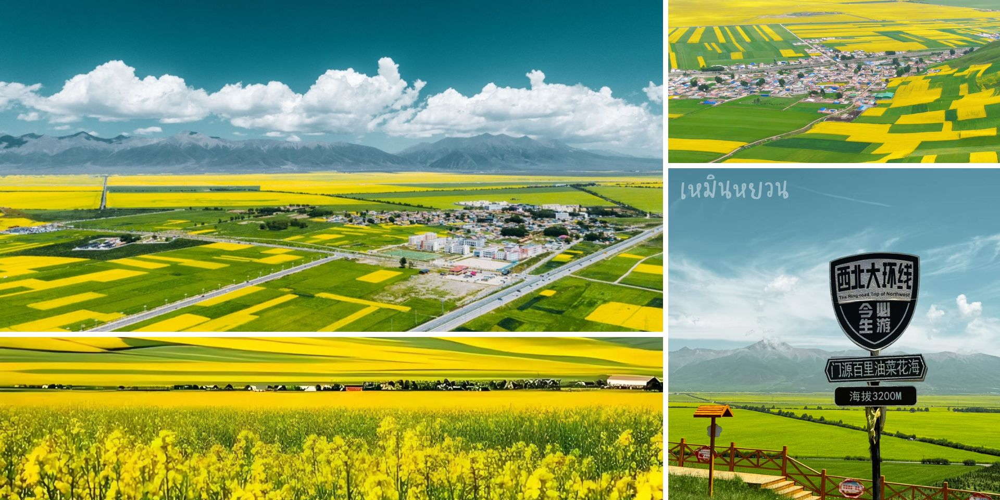 เหมินหยวน
西北大环线
The Ring-road Trip of Northwest
今生
必游
门源百里油菜花海
海拔3200M